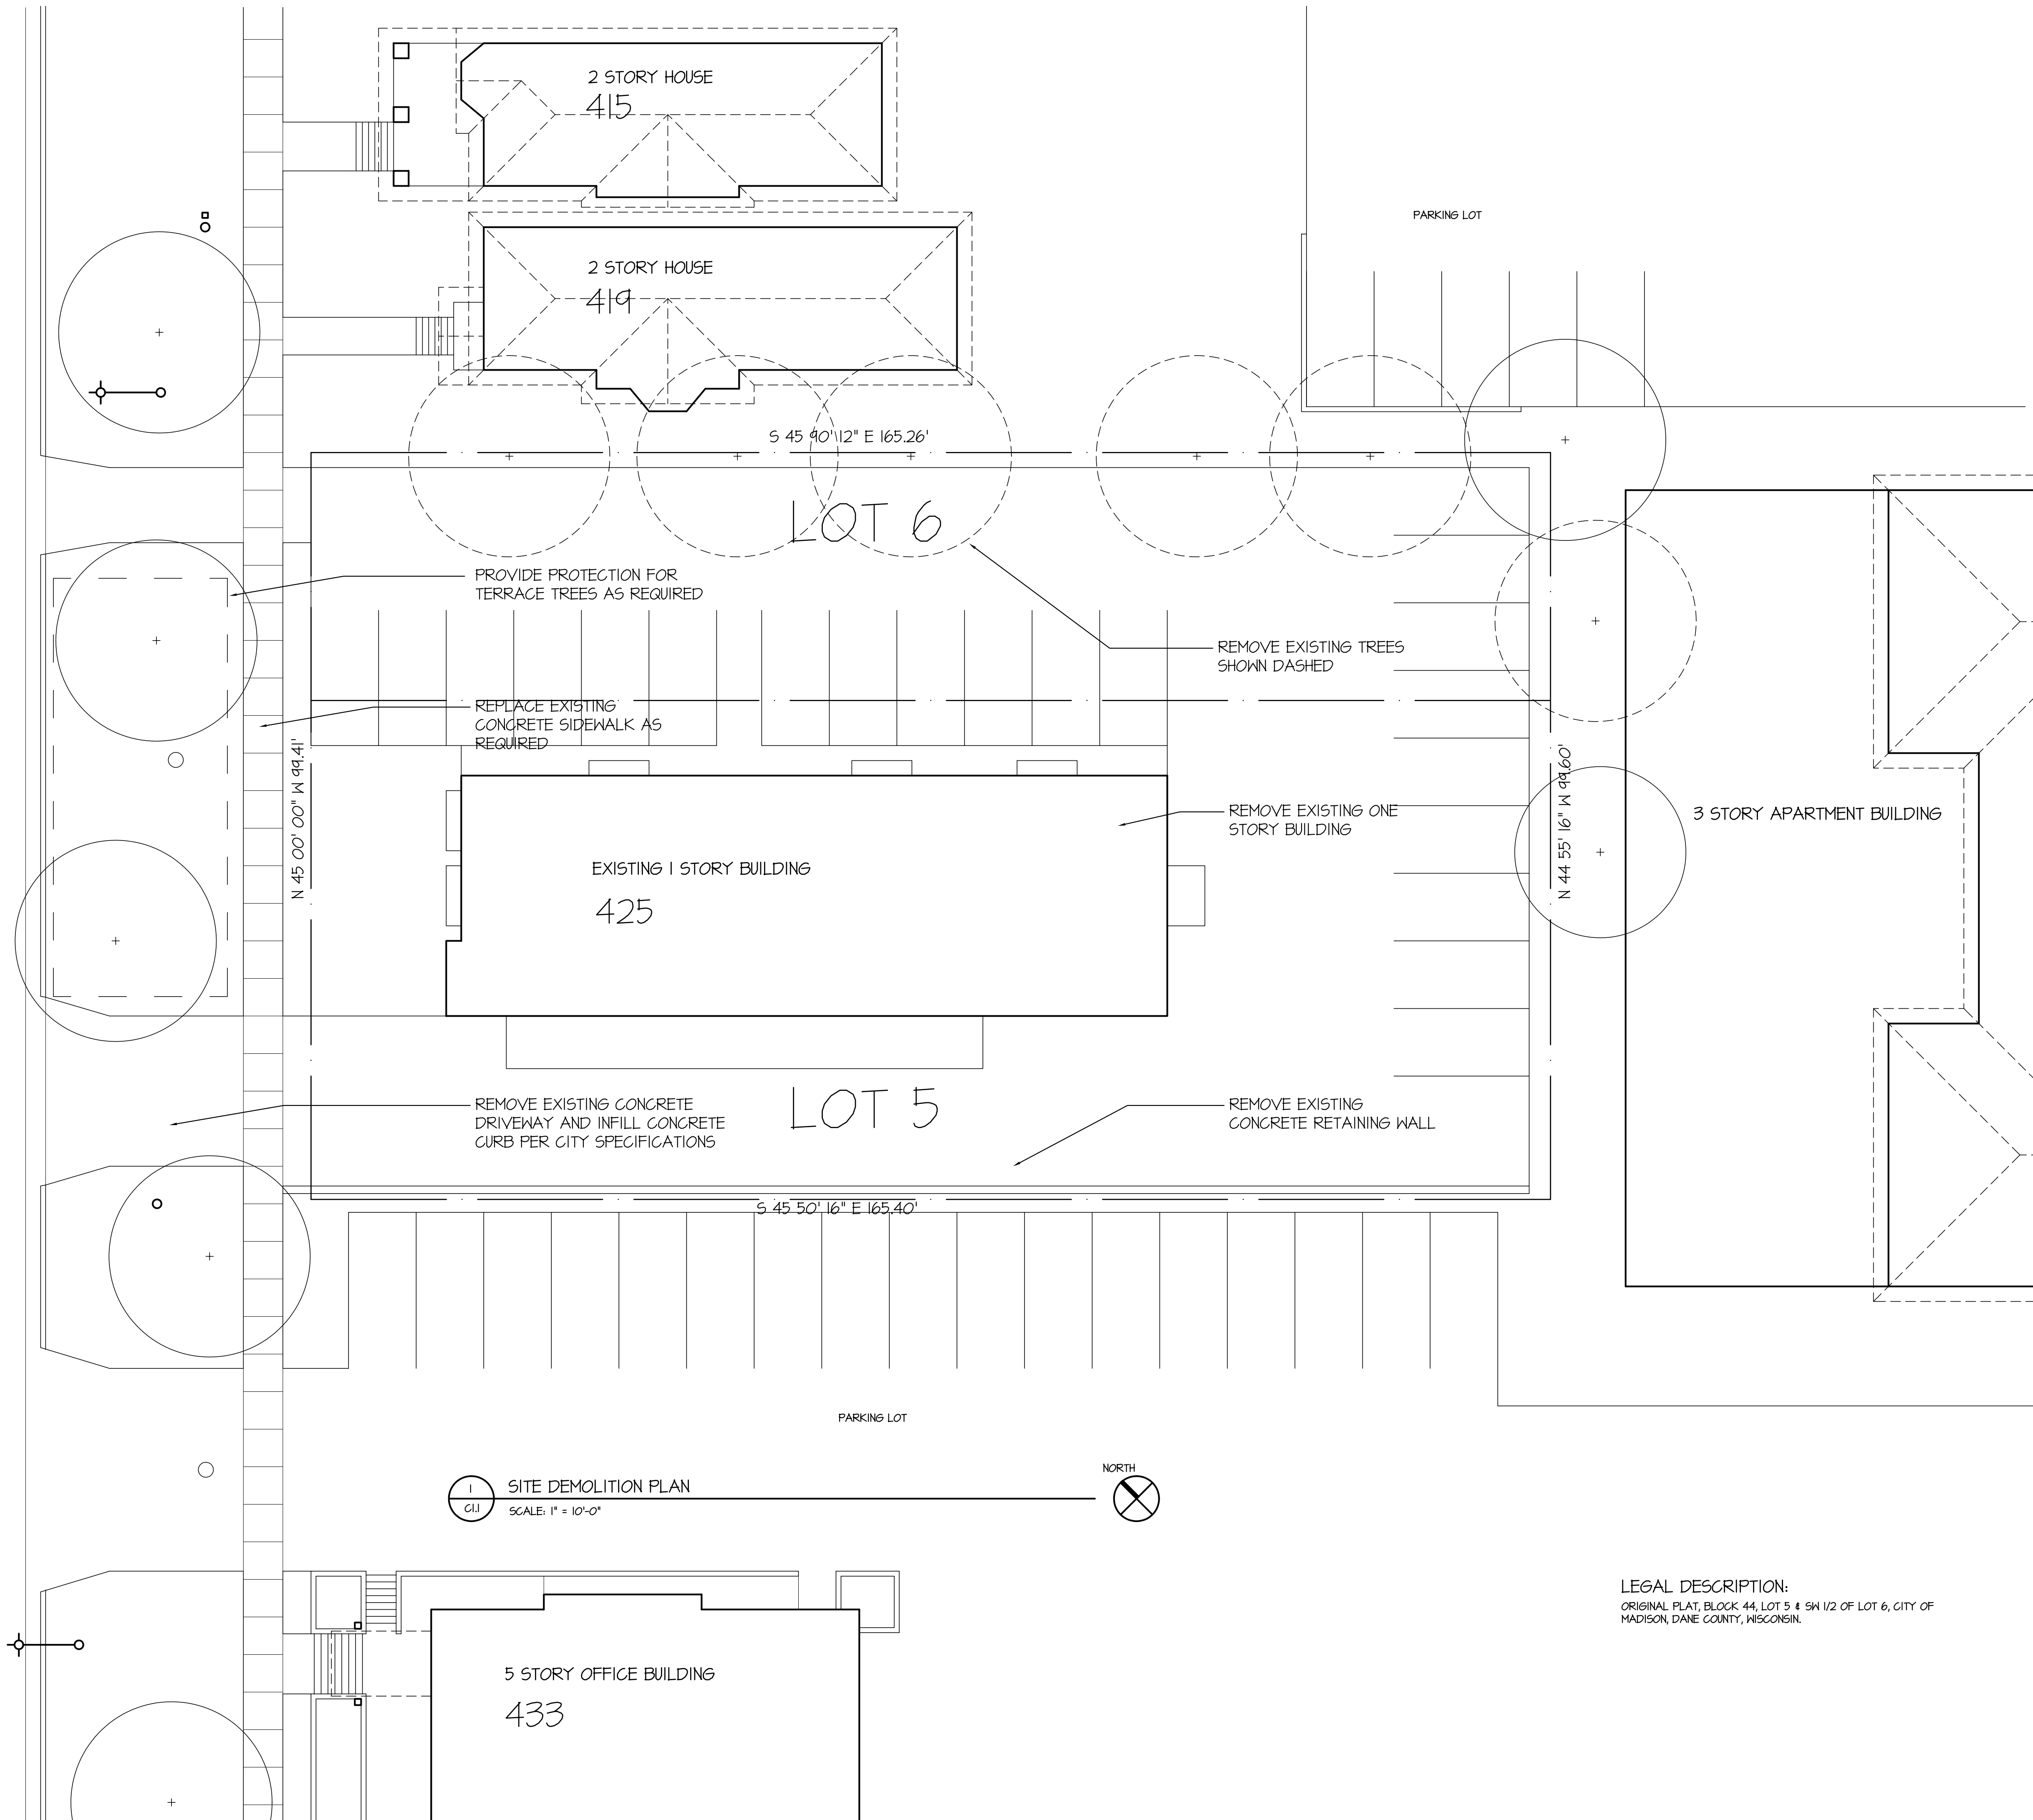 2 STORY HOUSE
415
PARKING LOT
2 STORY HOUSE
419
S 45 90' 12" E 165.26'
LOT 6
PROVIDE PROTECTION FOR
TERRACE TREES AS REQUIRED
REMOVE EXISTING TREES
SHOWN DASHED
REPLACE EXISTING
CONCRETE SIDEWALK AS
REQUIRED
N 45 00' 00" W 99.41'
N 44 55' 16" W 99.60'
REMOVE EXISTING ONE
STORY BUILDING
3 STORY APARTMENT BUILDING
EXISTING 1 STORY BUILDING
425
REMOVE EXISTING CONCRETE
DRIVEWAY AND INFILL CONCRETE
CURB PER CITY SPECIFICATIONS
LOT 5
REMOVE EXISTING
CONCRETE RETAINING WALL
S 45 50' 16" E 165.40'
PARKING LOT
1
C1.1
SITE DEMOLITION PLAN
SCALE: 1" = 10'-0"
NORTH
LEGAL DESCRIPTION:
ORIGINAL PLAT, BLOCK 44, LOT 5 & SW 1/2 OF LOT 6, CITY OF
MADISON, DANE COUNTY, WISCONSIN.
5 STORY OFFICE BUILDING
433